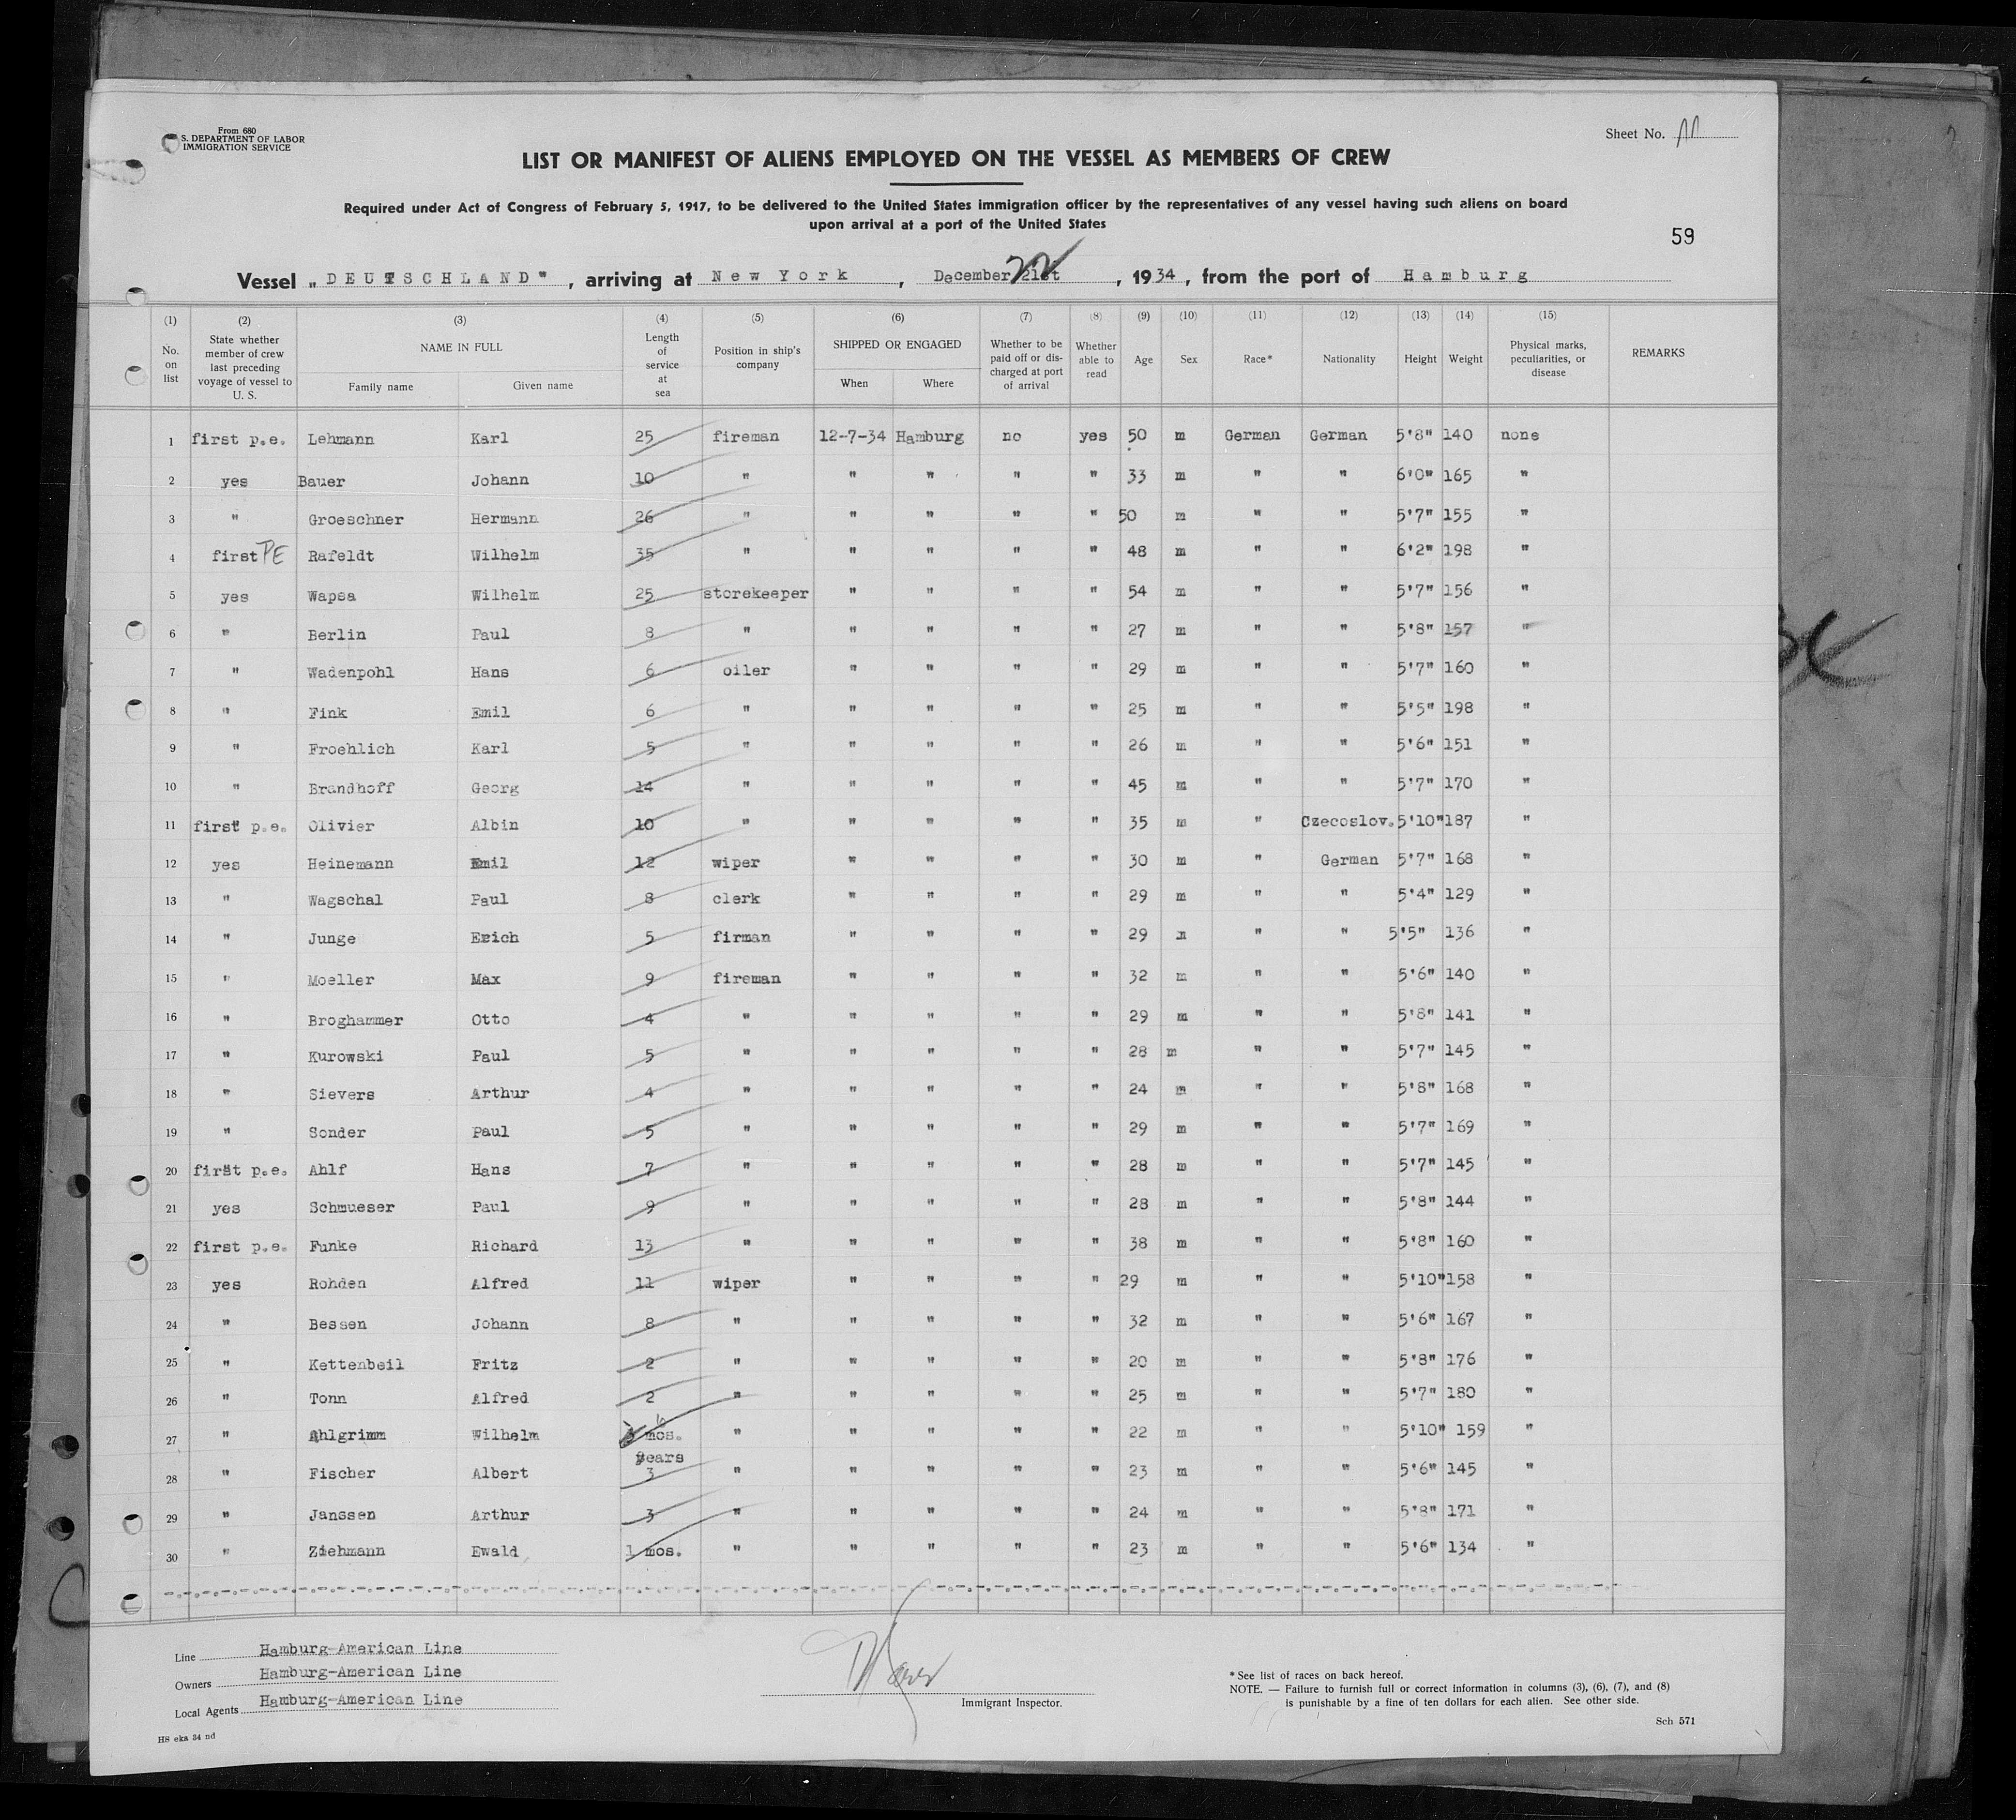 From 680
S. DEPARTMENT OF LABOR
IMMIGRATION SERVICE
Sheet No.
LIST OR MANIFEST OF ALIENS EMPLOYED ON THE VESSEL AS MEMBERS OF CREW
Required under Act of Congress of February 5, 1917, to be delivered to the United States immigration officer by the representatives of any vessel having such aliens on board
upon arrival at a port of the United States
59
Vessel „DEUTSCHLAND", arriving at New York, December 21st 22, 1934, from the port of Hamburg
(1) (2) (3) (4) (5) (6) (7) (8) (9) (10) (11) (12) (13) (14) (15)
No. on list State whether member of crew last preceding voyage of vessel to U. S. NAME IN FULL Family name Given name Length of service at sea Position in ship's company SHIPPED OR ENGAGED When Where Whether to be paid off or discharged at port of arrival Whether able to read Age Sex Race* Nationality Height Weight Physical marks, peculiarities, or disease REMARKS
1 first p.e. Lehmann Karl 25 fireman 12-7-34 Hamburg no yes 50 m German German 5'8" 140 none
2 yes Bauer Johann 10 " " " " " 33 m " " 6'0" 165 "
3 " Groeschner Hermann 26 " " " " " 50 m " " 5'7" 155 "
4 first PE Rafeldt Wilhelm 35 " " " " " 48 m " " 6'2" 198 "
5 yes Wapsa Wilhelm 25 storekeeper " " " " 54 m " " 5'7" 156 "
6 " Berlin Paul 8 " " " " " 27 m " " 5'8" 157 "
7 " Wadenpohl Hans 6 oiler " " " " 29 m " " 5'7" 160 "
8 " Fink Emil 6 " " " " " 25 m " " 5'5" 198 "
9 " Froehlich Karl 5 " " " " " 26 m " " 5'6" 151 "
10 " Brandhoff Georg 14 " " " " " 45 m " " 5'7" 170 "
11 first p.e. Olivier Albin 10 " " " " " 35 m " Czecoslov. 5'10" 187 "
12 yes Heinemann Emil 12 wiper " " " " 30 m " German 5'7" 168 "
13 " Wagschal Paul 8 clerk " " " " 29 m " " 5'4" 129 "
14 " Junge Erich 5 firman " " " " 29 m " " 5'5" 136 "
15 " Moeller Max 9 fireman " " " " 32 m " " 5'6" 140 "
16 " Broghammer Otto 4 " " " " " 29 m " " 5'8" 141 "
17 " Kurowski Paul 5 " " " " " 28 m " " 5'7" 145 "
18 " Sievers Arthur 4 " " " " " 24 m " " 5'8" 168 "
19 " Sonder Paul 5 " " " " " 29 m " " 5'7" 169 "
20 first p.e. Ahlf Hans 7 " " " " " 28 m " " 5'7" 145 "
21 yes Schmueser Paul 9 " " " " " 28 m " " 5'8" 144 "
22 first p.e. Funke Richard 13 " " " " " 38 m " " 5'8" 160 "
23 yes Rohden Alfred 11 wiper " " " " 29 m " " 5'10" 158 "
24 " Bessen Johann 8 " " " " " 32 m " " 5'6" 167 "
25 " Kettenbeil Fritz 2 " " " " " 20 m " " 5'8" 176 "
26 " Tonn Alfred 2 " " " " " 25 m " " 5'7" 180 "
27 " Ahlgrimm Wilhelm mos. " " " " " 22 m " " 5'10" 159 "
28 " Fischer Albert years 3 " " " " " 23 m " " 5'6" 145 "
29 " Janssen Arthur 3 " " " " " 24 m " " 5'8" 171 "
30 " Ziehmann Ewald 1 mos. " " " " " 23 m " " 5'6" 134 "
Line Hamburg-American Line
Owners Hamburg-American Line
Local Agents Hamburg-American Line
HS eka 34 nd
Immigrant Inspector.
* See list of races on back hereof.
NOTE. — Failure to furnish full or correct information in columns (3), (6), (7), and (8)
is punishable by a fine of ten dollars for each alien. See other side.
Sch 571